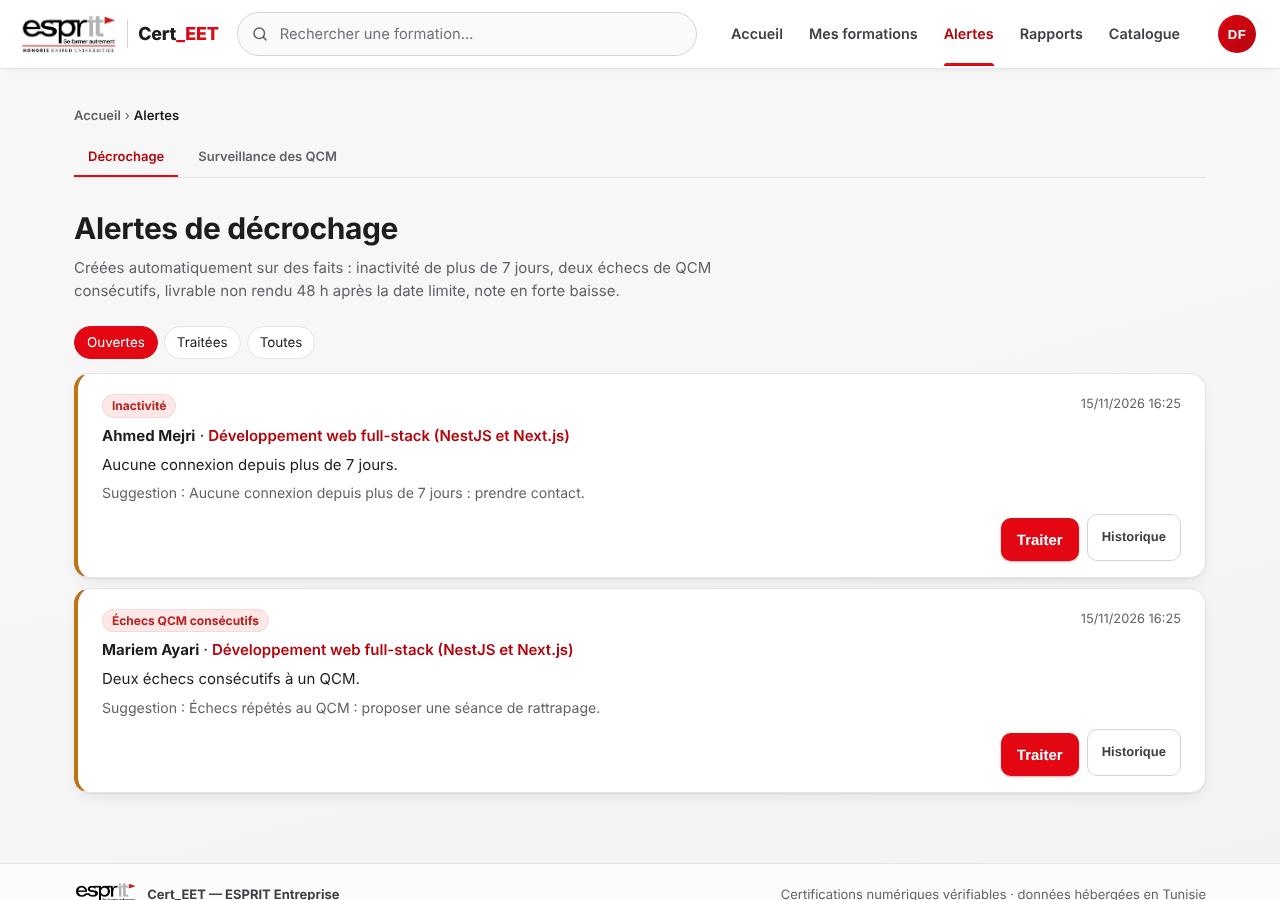 esprit
Se former autrement
HONORIS UNITED UNIVERSITIES
Cert_EET
Rechercher une formation...
Accueil
Mes formations
Alertes
Rapports
Catalogue
DF
Accueil › Alertes
Décrochage
Surveillance des QCM
Alertes de décrochage
Créées automatiquement sur des faits : inactivité de plus de 7 jours, deux échecs de QCM
consécutifs, livrable non rendu 48 h après la date limite, note en forte baisse.
Ouvertes
Traitées
Toutes
Inactivité
15/11/2026 16:25
Ahmed Mejri · Développement web full-stack (NestJS et Next.js)
Aucune connexion depuis plus de 7 jours.
Suggestion : Aucune connexion depuis plus de 7 jours : prendre contact.
Traiter
Historique
Échecs QCM consécutifs
15/11/2026 16:25
Mariem Ayari · Développement web full-stack (NestJS et Next.js)
Deux échecs consécutifs à un QCM.
Suggestion : Échecs répétés au QCM : proposer une séance de rattrapage.
Traiter
Historique
esprit
Cert_EET — ESPRIT Entreprise
Certifications numériques vérifiables · données hébergées en Tunisie